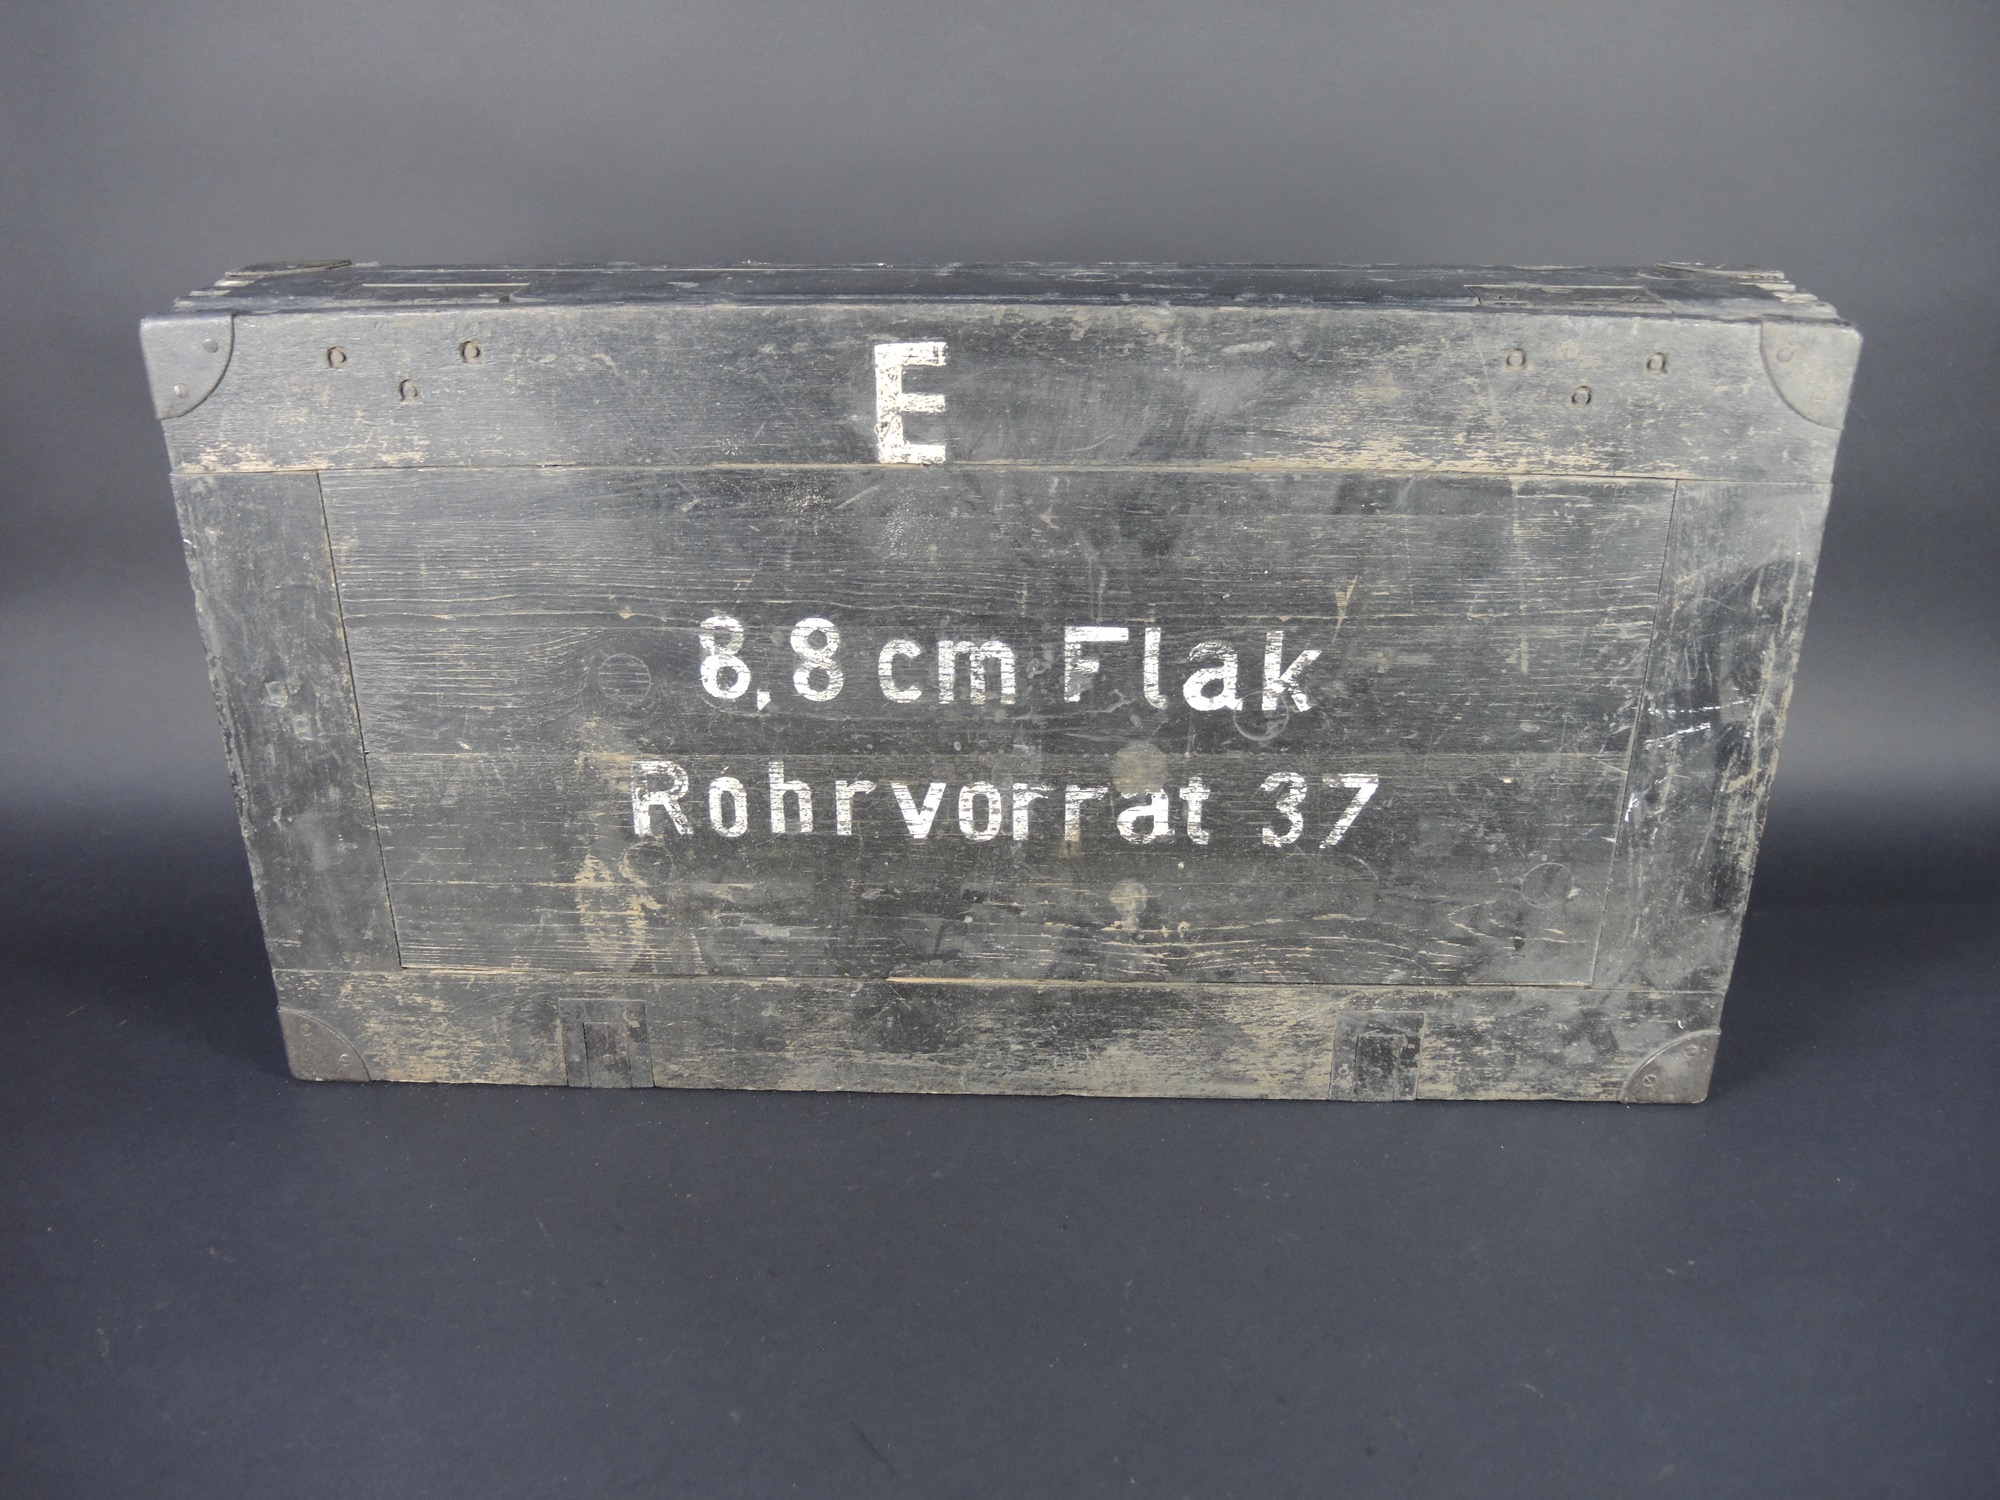 E
8,8 cm Flak
Rohrvorrat 37